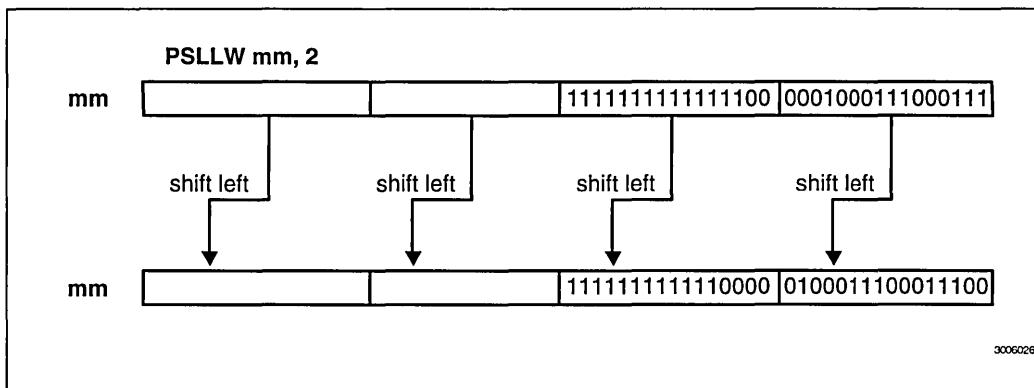 PSLLW mm, 2
mm 1111111111111100 0001000111000111
shift left shift left shift left shift left
mm 1111111111110000 0100011100011100
3006026